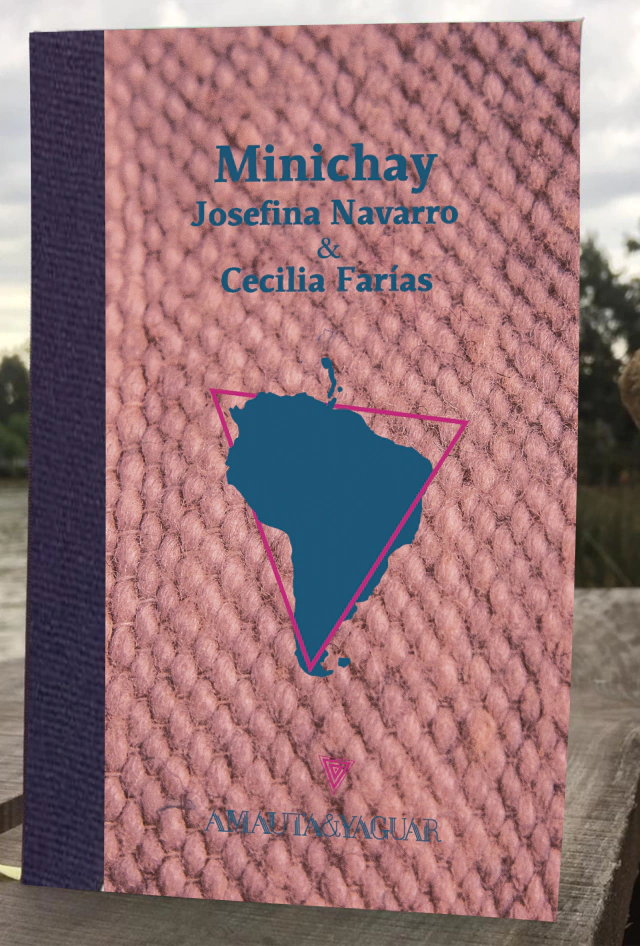 Minichay
Josefina Navarro
&
Cecilia Farías
AMAUTA&YAGUAR